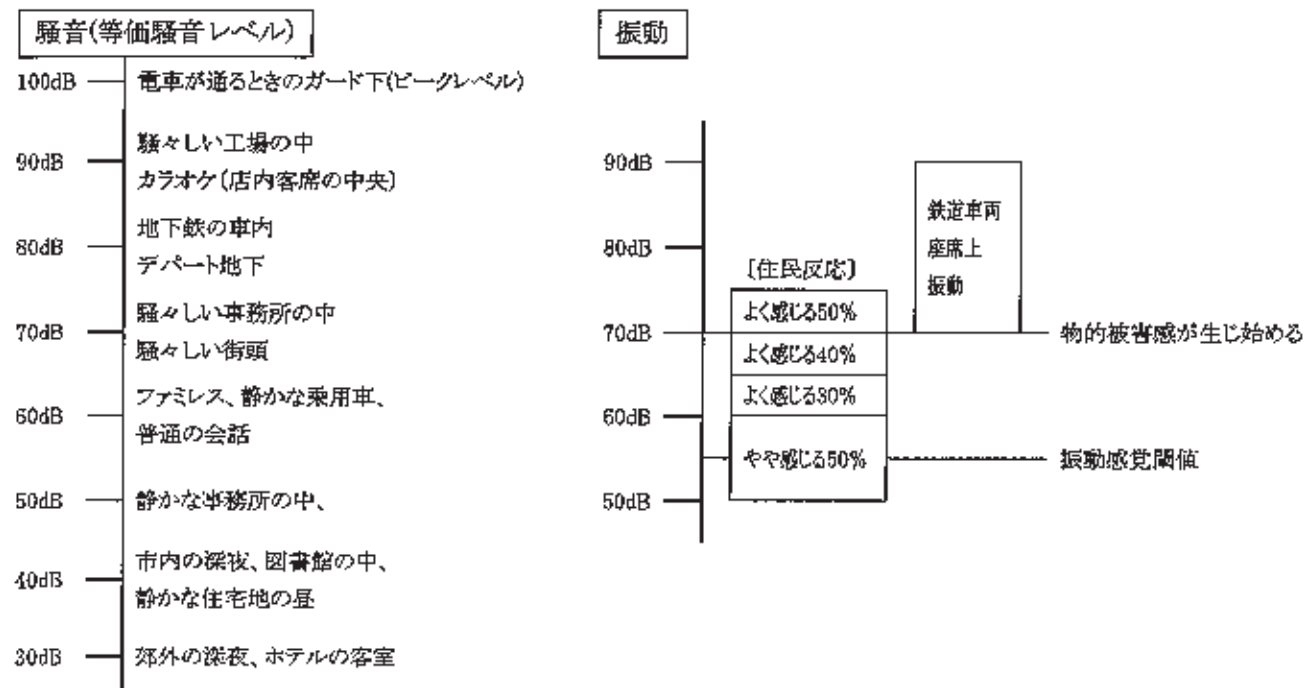 騒音(等価騒音レベル)
100dB 電車が通るときのガード下(ピークレベル)
騒々しい工場の中
90dB
カラオケ(店内客席の中央)
地下鉄の車内
80dB
デパート地下
騒々しい事務所の中
70dB
騒々しい街頭
ファミレス、静かな乗用車、
60dB
普通の会話
50dB 静かな事務所の中、
市内の深夜、図書館の中、
40dB
静かな住宅地の昼
30dB 郊外の深夜、ホテルの客室
振動
90dB
80dB
70dB
60dB
50dB
〔住民反応〕
よく感じる50%
よく感じる40%
よく感じる30%
やや感じる50%
鉄道車両
座席上
振動
物的被害感が生じ始める
振動感覚閾値